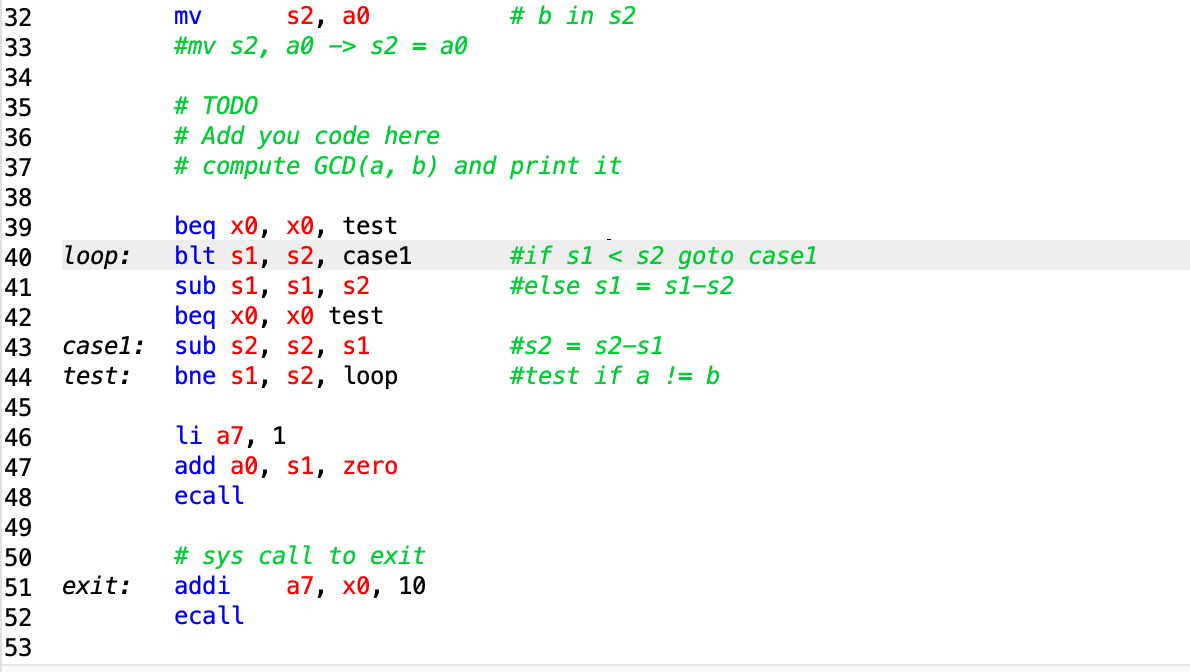 32 mv s2, a0 # b in s2
33 #mv s2, a0 -> s2 = a0
34
35 # TODO
36 # Add you code here
37 # compute GCD(a, b) and print it
38
39 beq x0, x0, test
40 loop: blt s1, s2, case1 #if s1 < s2 goto case1
41 sub s1, s1, s2 #else s1 = s1-s2
42 beq x0, x0 test
43 case1: sub s2, s2, s1 #s2 = s2-s1
44 test: bne s1, s2, loop #test if a != b
45
46 li a7, 1
47 add a0, s1, zero
48 ecall
49
50 # sys call to exit
51 exit: addi a7, x0, 10
52 ecall
53